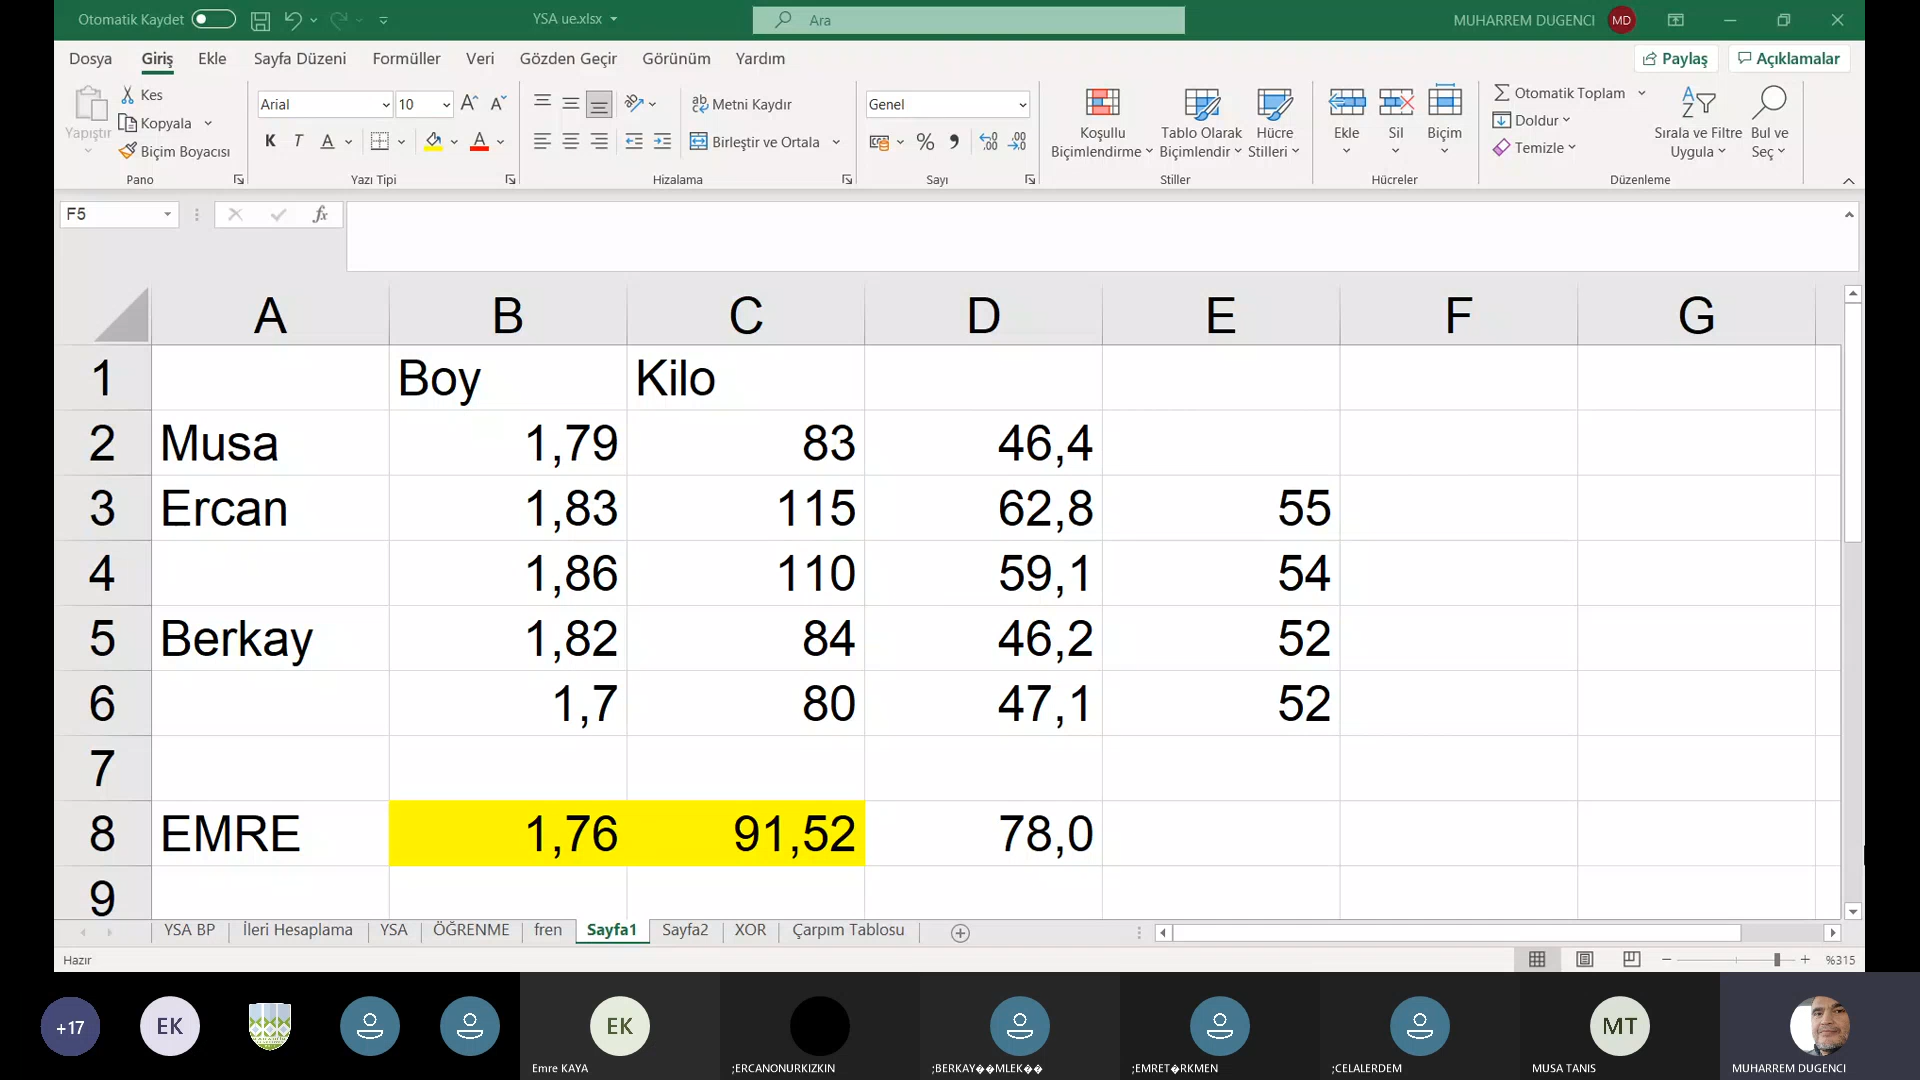 Otomatik Kaydet
YSA ue.xlsx
Ara
MUHARREM DUGENCI
MD
Dosya Giriş Ekle Sayfa Düzeni Formüller Veri Gözden Geçir Görünüm Yardım
Paylaş Açıklamalar
Yapıştır
Kes
Kopyala
Biçim Boyacısı
Pano
Arial 10
K T A A
Yazı Tipi
Metni Kaydır
Birleştir ve Ortala
Hizalama
Genel
%
Sayı
Koşullu Biçimlendirme
Tablo Olarak Biçimlendir
Hücre Stilleri
Stiller
Ekle Sil Biçim
Hücreler
Otomatik Toplam
Doldur
Temizle
Sırala ve Filtre Uygula
Bul ve Seç
Düzenleme
F5
fx
A B C D E F G
1 Boy Kilo
2 Musa 1,79 83 46,4
3 Ercan 1,83 115 62,8 55
4 1,86 110 59,1 54
5 Berkay 1,82 84 46,2 52
6 1,7 80 47,1 52
7
8 EMRE 1,76 91,52 78,0
9
YSA BP İleri Hesaplama YSA ÖĞRENME fren Sayfa1 Sayfa2 XOR Çarpım Tablosu
Hazır
%315
+17
EK
EK
Emre KAYA
;ERCANONURKIZKIN
;BERKAY��MLEK��
;EMRET�RKMEN
;CELALERDEM
MT
MUSA TANIS
MUHARREM DUGENCI